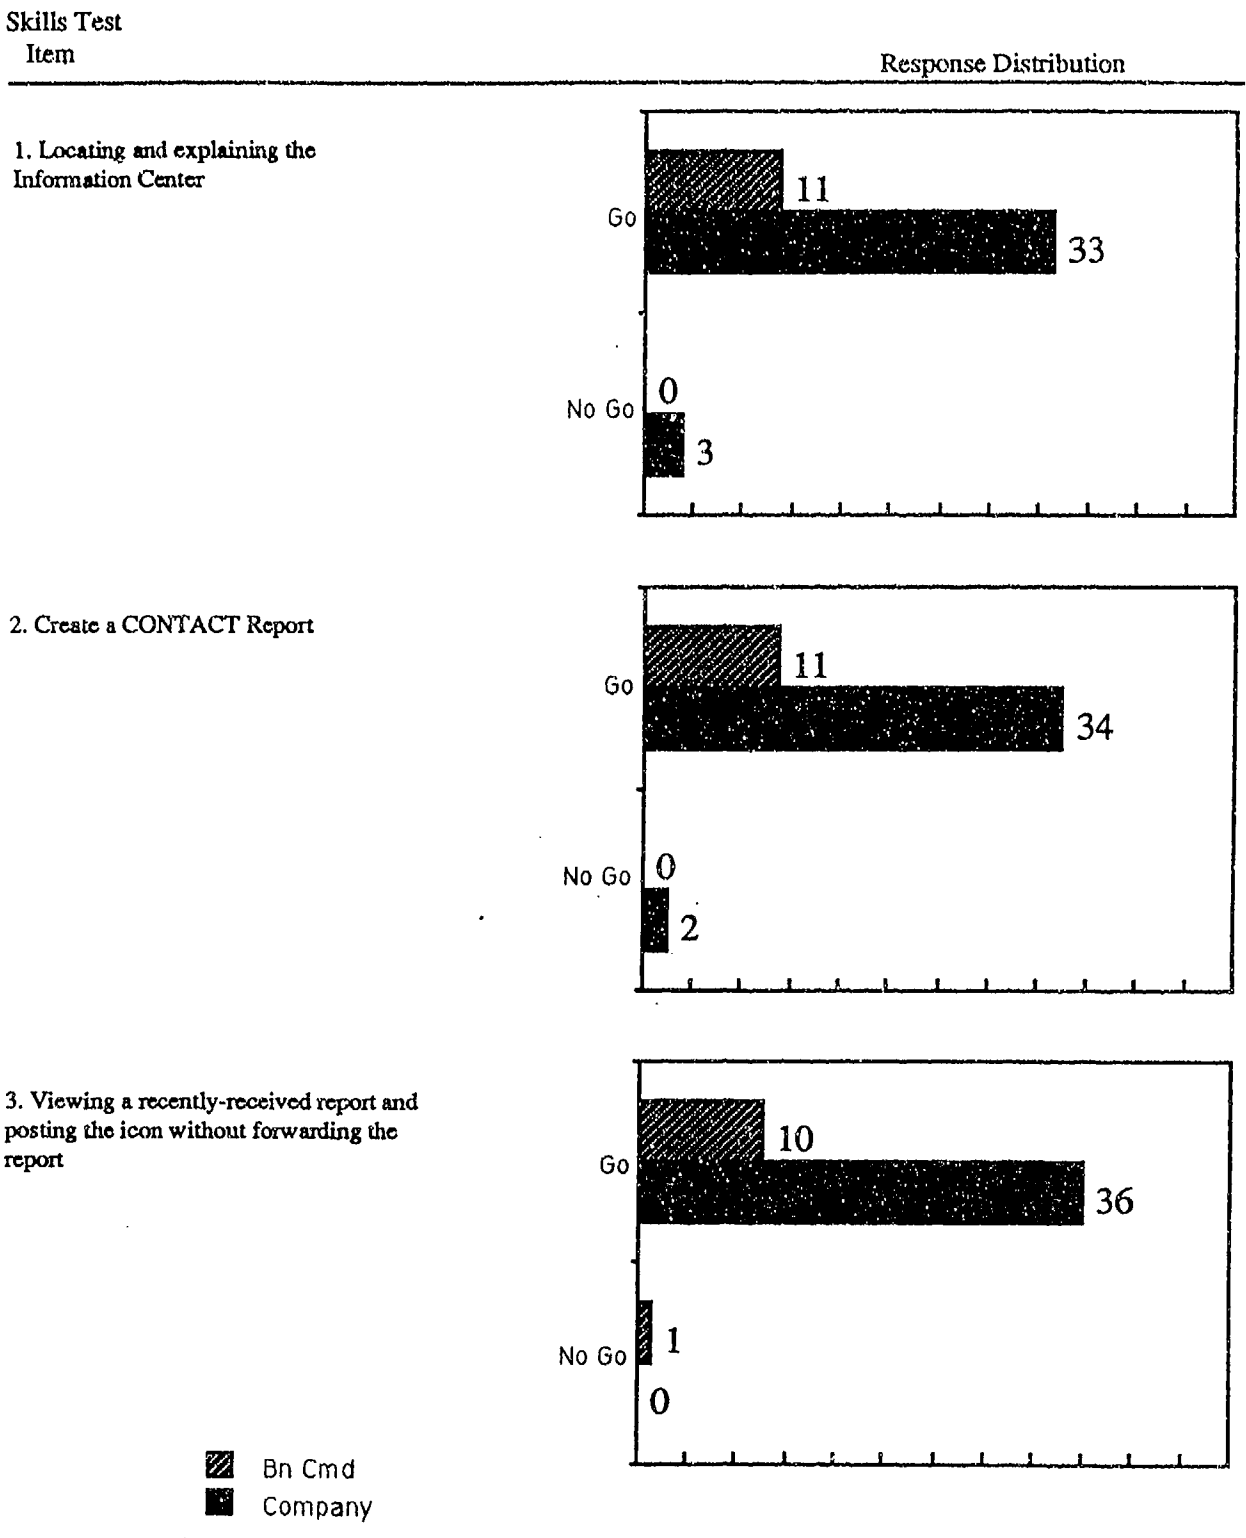 Skills Test
Item
Response Distribution
1. Locating and explaining the
Information Center
Go
11
33
No Go
0
3
2. Create a CONTACT Report
Go
11
34
No Go
0
2
3. Viewing a recently-received report and
posting the icon without forwarding the
report
Go
10
36
No Go
1
0
Bn Cmd
Company